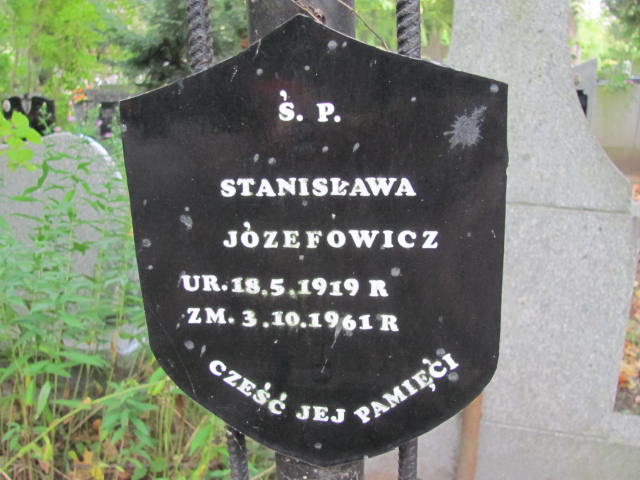 Ś. P.
STANISŁAWA
JÓZEFOWICZ
UR. 18.5.1919 R
ZM. 3.10.1961 R
CZEŚĆ JEJ PAMIĘCI